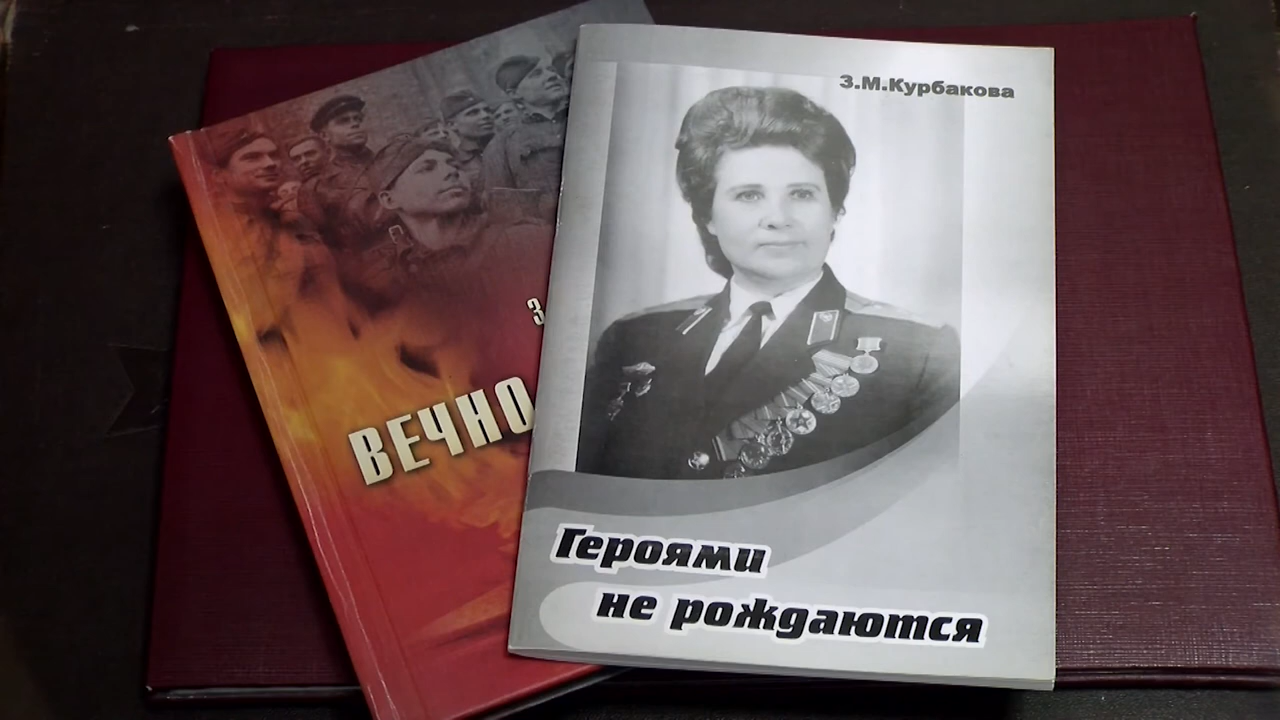 З.М.Курбакова
Героями
не рождаются
З
ВЕЧНО